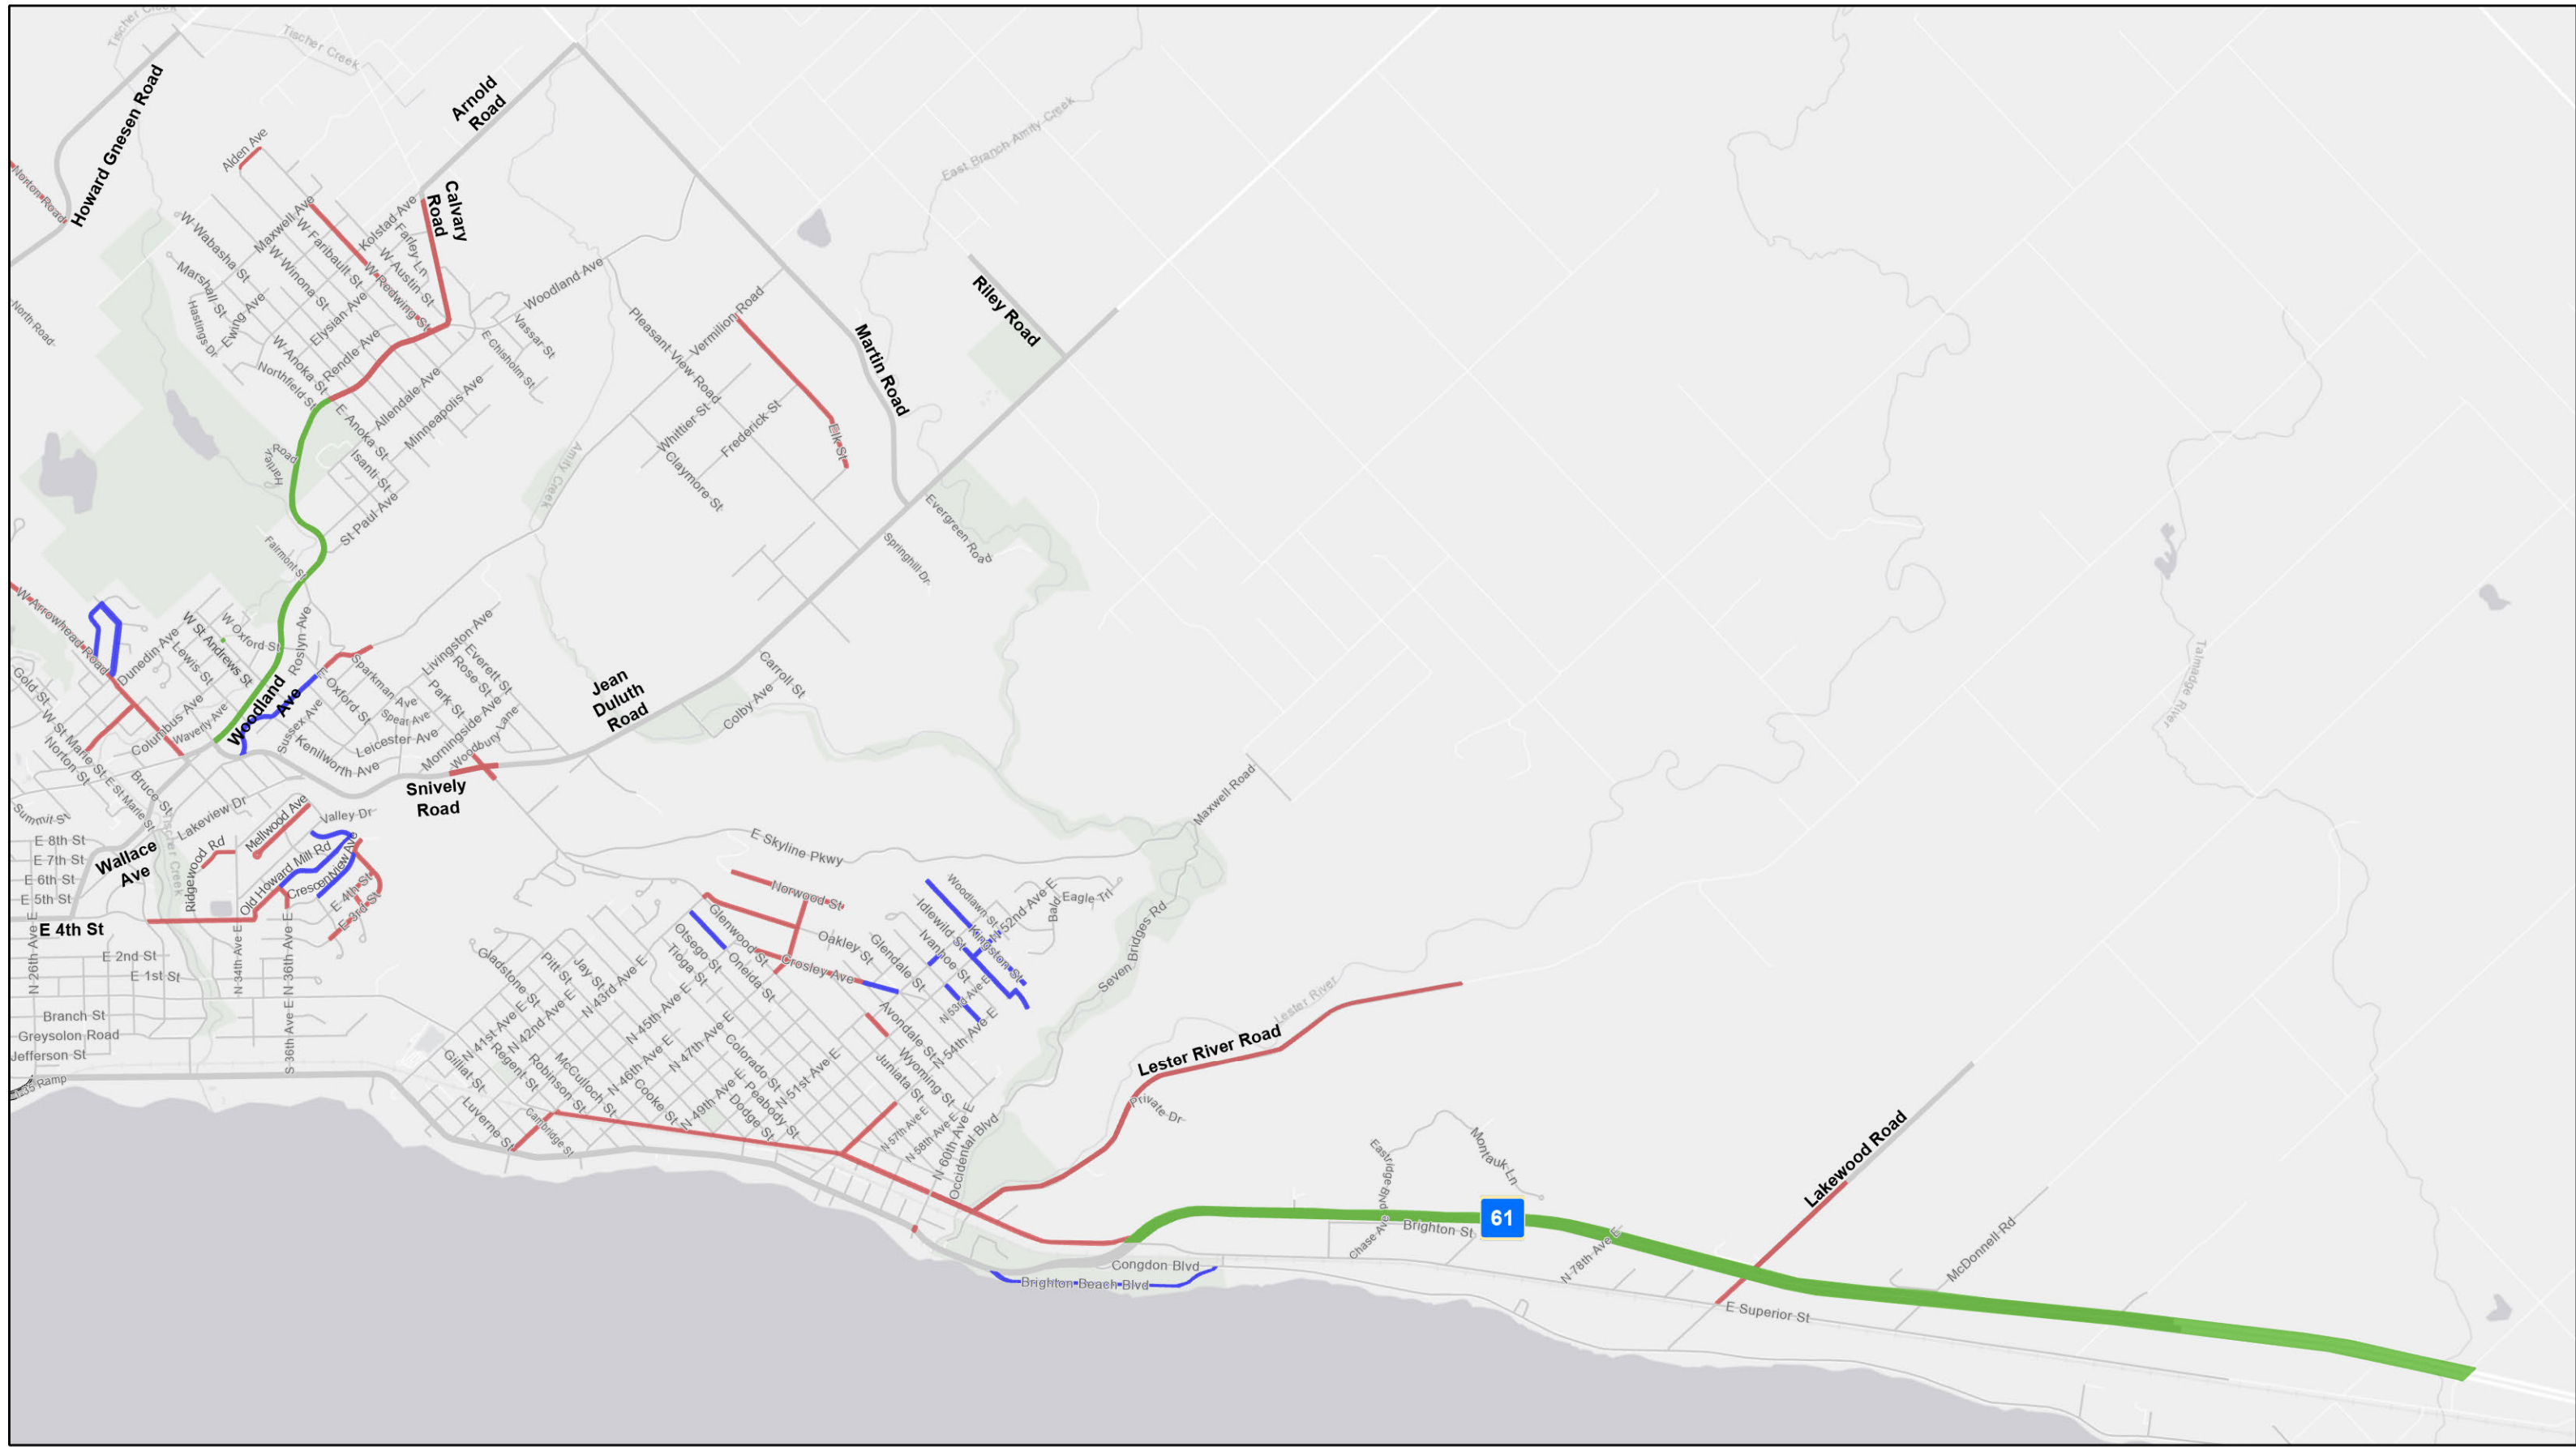 Tischer Creek
Tischer Creek
Howard Gnesen Road
Arnold
Road
East Branch Amity Creek
Norton Road
Alden Ave
Calvary
Road
Maxwell Ave
Kolstad Ave
Farley Ln
W Faribault St
W Austin St
W Wabasha St
W Winona St
W Redwing St
Marshall St
Ewing Ave
Elysian Ave
Hastings Dr
Rendle Ave
W Anoka St
Northfield St
North Road
Woodland Ave
Vassar St
E Chisholm St
Allendale Ave
Minneapolis Ave
E Anoka St
Isanti St
St Paul Ave
Hartley
Road
Fairmont St
Amity Creek
Pleasant View Road
Vermilion Road
Whittier St
Frederick St
Claymore St
Elk St
Martin Road
Riley Road
Evergreen Road
Springhill Dr
W Arrowhead Road
Dunedin Ave
W St Andrews St
W Oxford St
Lewis St
Roslyn Ave
Columbus Ave
Waverly Ave
Woodland
Ave
Gold St
W St Marie St
Norton St
E St Marie St
Bruce St
E Oxford St
Sparkman Ave
Sussex Ave
Spear Ave
Leicester Ave
Kenilworth Ave
Livingston Ave
Everett St
Rose St
Park St
Morningside Ave
Woodbury Lane
Snively
Road
Jean
Duluth
Road
Carroll St
Colby Ave
Talmadge River
Summit St
E 8th St
E 7th St
E 6th St
E 5th St
E 4th St
Wallace
Ave
Tischer Creek
Lakeview Dr
Valley Dr
Mellwood Ave
Ridgewood Rd
Old Howard Mill Rd
Crescentview Ave
E 4th St
E 3rd St
E 2nd St
E 1st St
N 26th Ave E
N 34th Ave E
N 36th Ave E
S 36th Ave E
Branch St
Greysolon Road
Jefferson St
I-35 Ramp
E Skyline Pkwy
Maxwell Road
Norwood St
Glenwood St
Oakley St
Crosley Ave
Glendale St
Otsego St
Tioga St
Oneida St
Woodlawn St
Idlewild St
Ivanhoe St
Kingston St
N 52nd Ave E
N 53rd Ave E
N 54th Ave E
Bald
Eagle Trl
Seven Bridges Rd
Lester River
Lester River Road
Private Dr
Gladstone St
Pitt St
Jay St
N 43rd Ave E
N 42nd Ave E
N 41st Ave E
N 45th Ave E
N 46th Ave E
N 47th Ave E
N 49th Ave E
N 51st Ave E
Avondale St
Wyoming St
Juniata St
Colorado St
Peabody St
Dodge St
Cooke St
McCulloch St
Robinson St
Regent St
Gilliat St
Luverne St
Cambridge St
N 57th Ave E
N 58th Ave E
N 60th Ave E
Occidental Blvd
Congdon Blvd
Brighton Beach Blvd
Eastridge Blvd
Chase Ave
Montauk Ln
Brighton St
61
N 78th Ave E
Lakewood Road
McDonnell Rd
E Superior St